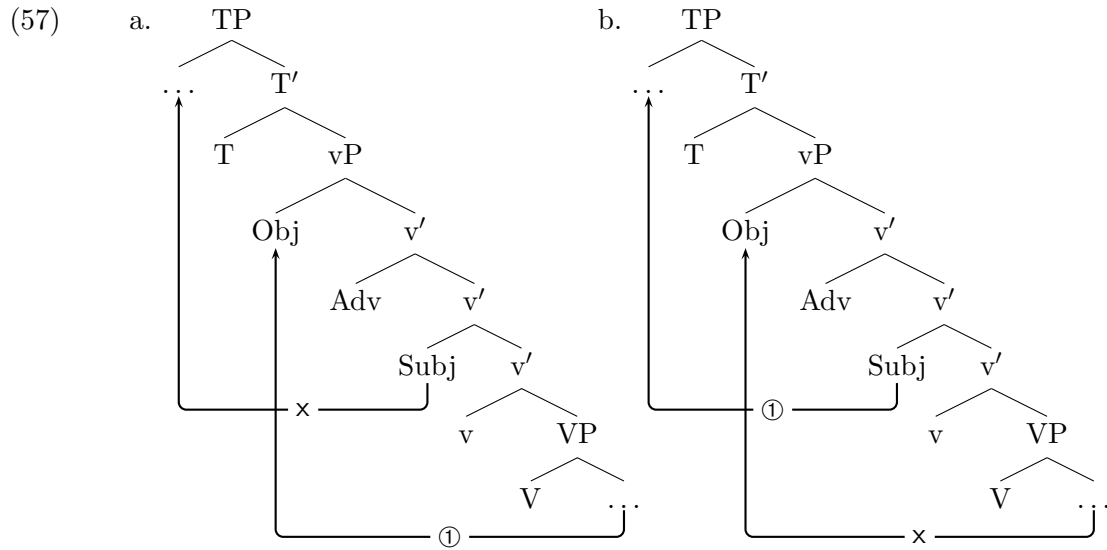 (57) a. TP b. TP
. . . T′ . . . T′
T vP T vP
Obj v′ Obj v′
Adv v′ Adv v′
Subj v′ Subj v′
x ①
v VP v VP
V . . . V . . .
① x